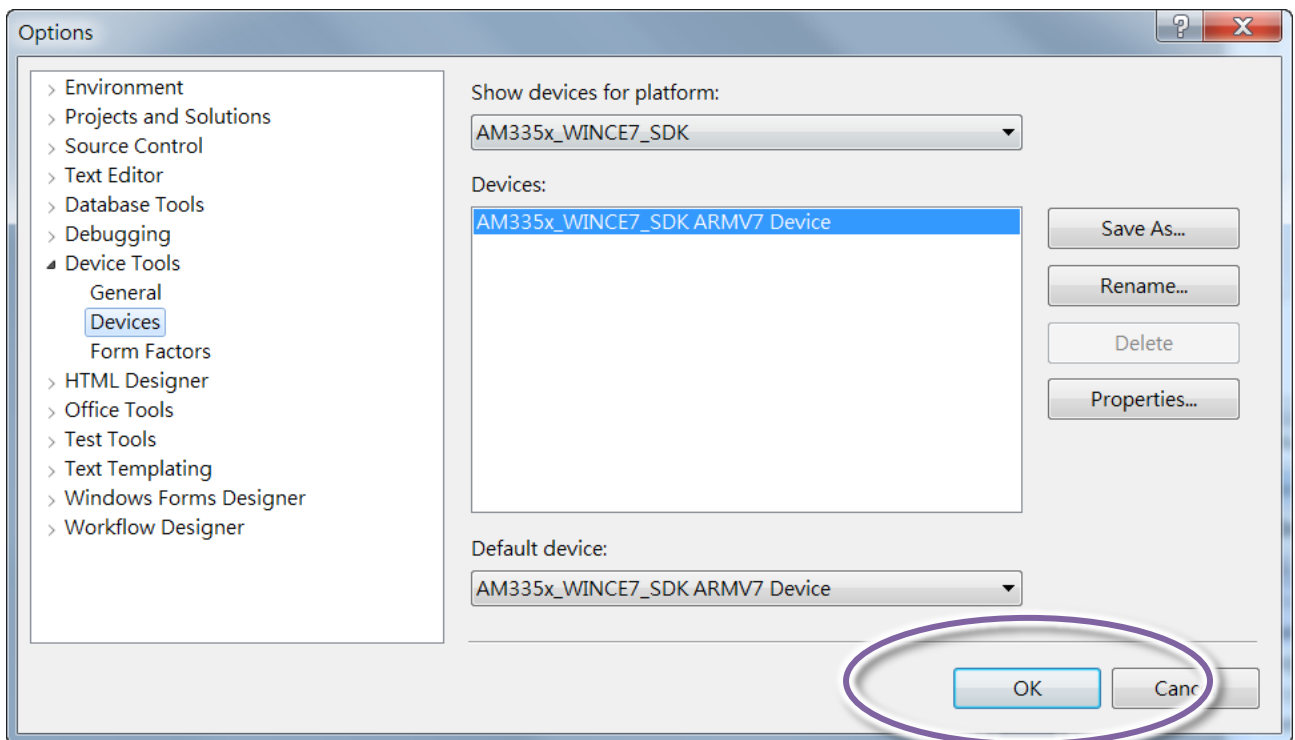 Options
Environment
Projects and Solutions
Source Control
Text Editor
Database Tools
Debugging
Device Tools
General
Devices
Form Factors
HTML Designer
Office Tools
Test Tools
Text Templating
Windows Forms Designer
Workflow Designer
Show devices for platform:
AM335x_WINCE7_SDK
Devices:
AM335x_WINCE7_SDK ARMV7 Device
Save As...
Rename...
Delete
Properties...
Default device:
AM335x_WINCE7_SDK ARMV7 Device
OK